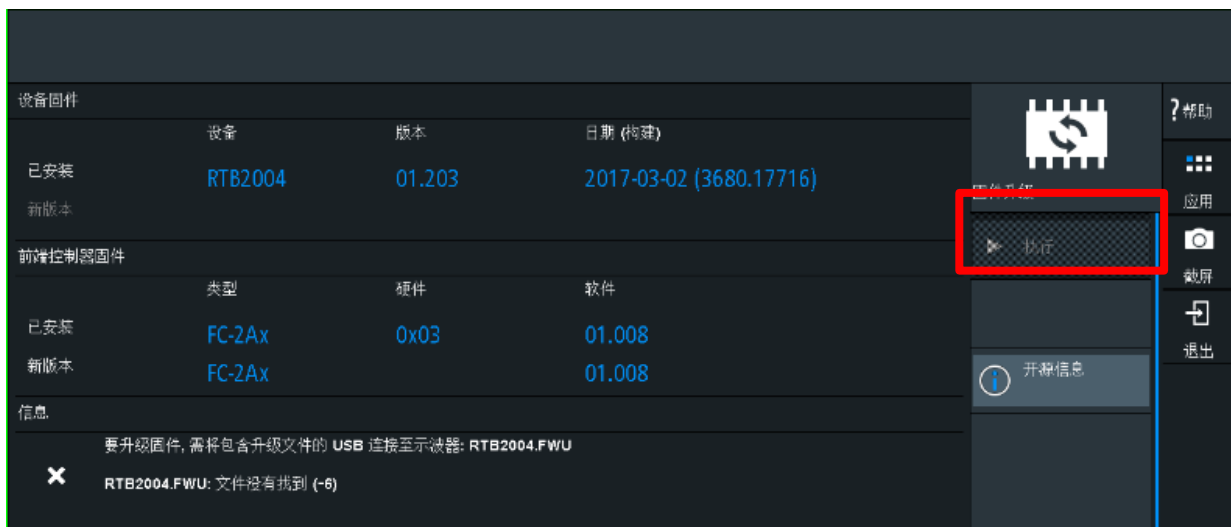 设备固件
设备 版本 日期 (构建)
已安装 RTB2004 01.203 2017-03-02 (3680.17716)
新版本
前端控制器固件
类型 硬件 软件
已安装 FC-2Ax 0x03 01.008
新版本 FC-2Ax 01.008
信息
要升级固件, 需将包含升级文件的 USB 连接至示波器: RTB2004.FWU
RTB2004.FWU: 文件没有找到 (-6)
固件升级
执行
开源信息
?帮助
应用
截屏
退出